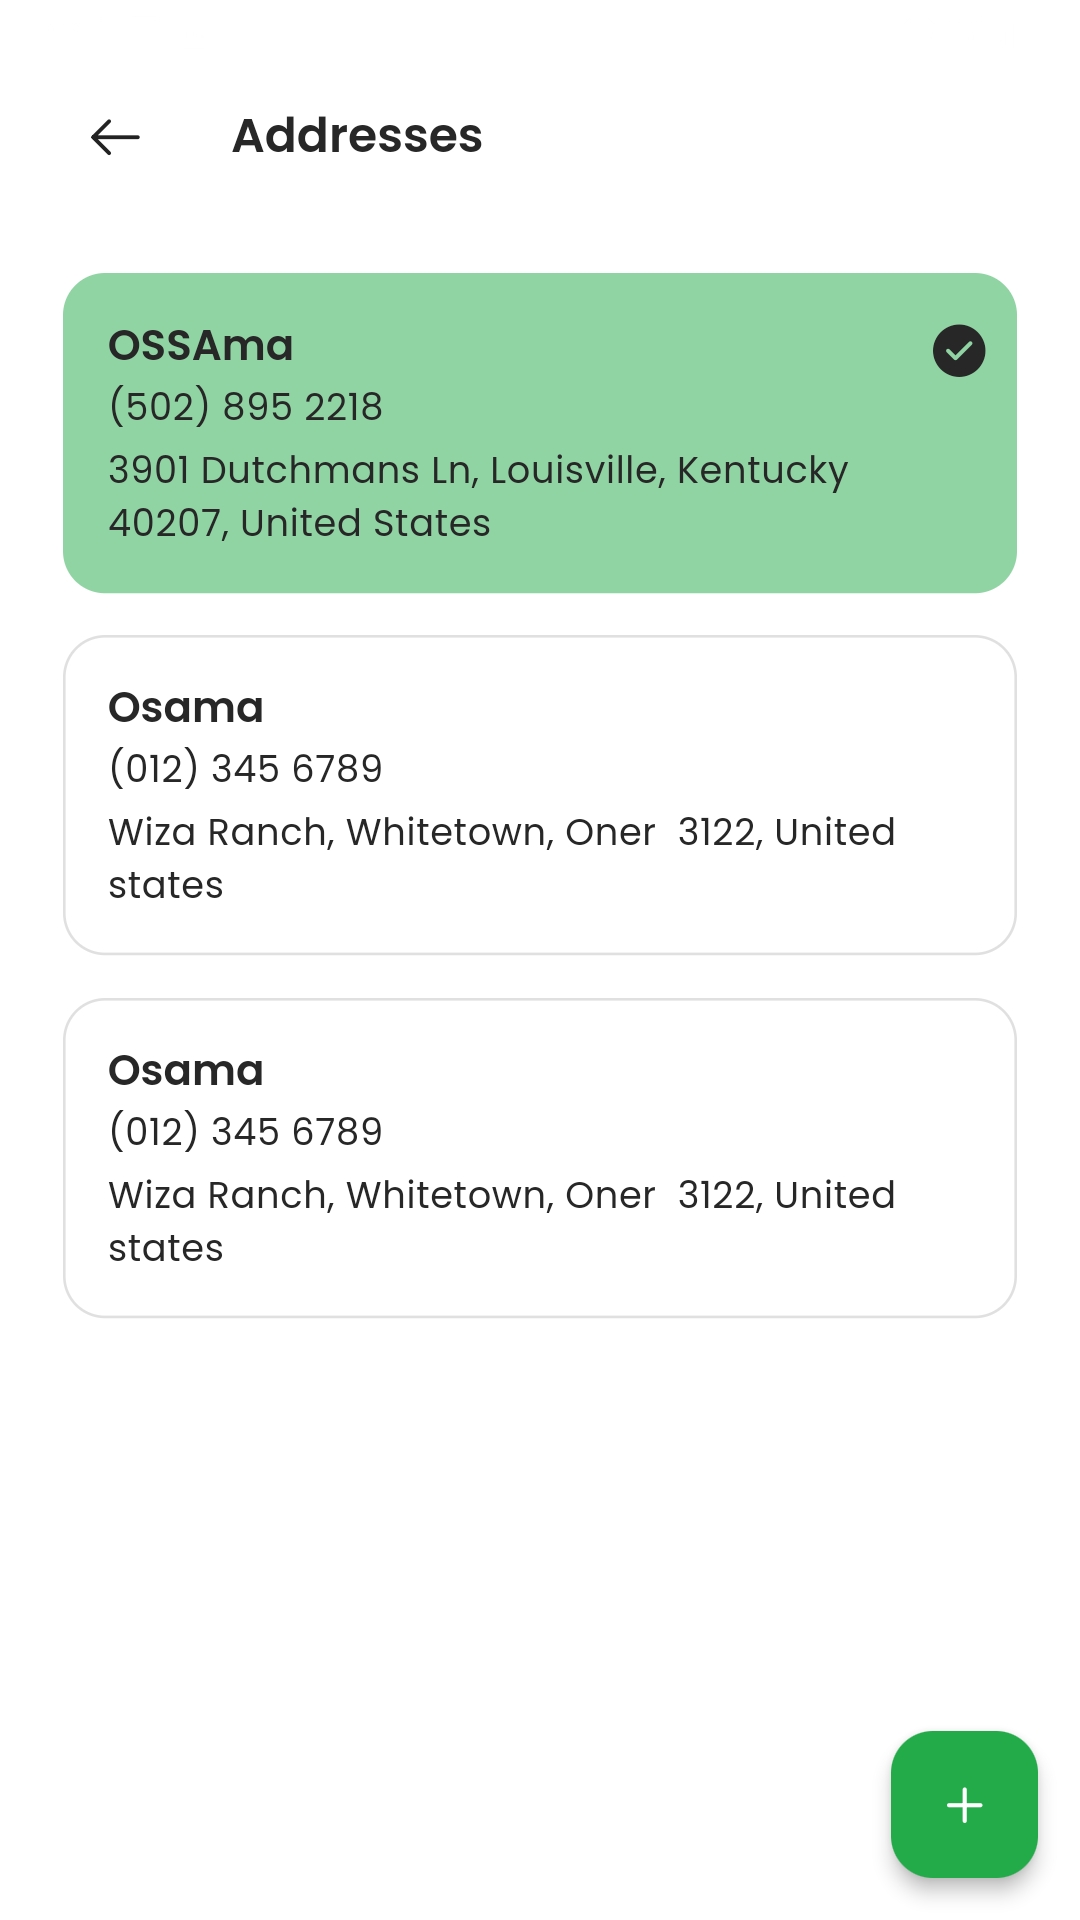 Addresses
OSSAma
(502) 895 2218
3901 Dutchmans Ln, Louisville, Kentucky
40207, United States
Osama
(012) 345 6789
Wiza Ranch, Whitetown, Oner  3122, United
states
Osama
(012) 345 6789
Wiza Ranch, Whitetown, Oner  3122, United
states